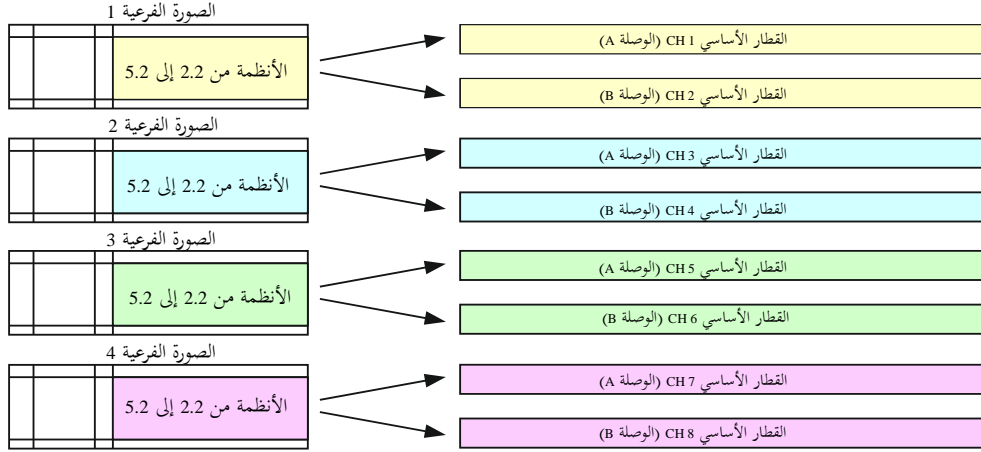 الصورة الفرعية 1
الأنظمة من 2.2 إلى 5.2
القطار الأساسي CH 1 (الوصلة A)
القطار الأساسي CH 2 (الوصلة B)
الصورة الفرعية 2
الأنظمة من 2.2 إلى 5.2
القطار الأساسي CH 3 (الوصلة A)
القطار الأساسي CH 4 (الوصلة B)
الصورة الفرعية 3
الأنظمة من 2.2 إلى 5.2
القطار الأساسي CH 5 (الوصلة A)
القطار الأساسي CH 6 (الوصلة B)
الصورة الفرعية 4
الأنظمة من 2.2 إلى 5.2
القطار الأساسي CH 7 (الوصلة A)
القطار الأساسي CH 8 (الوصلة B)